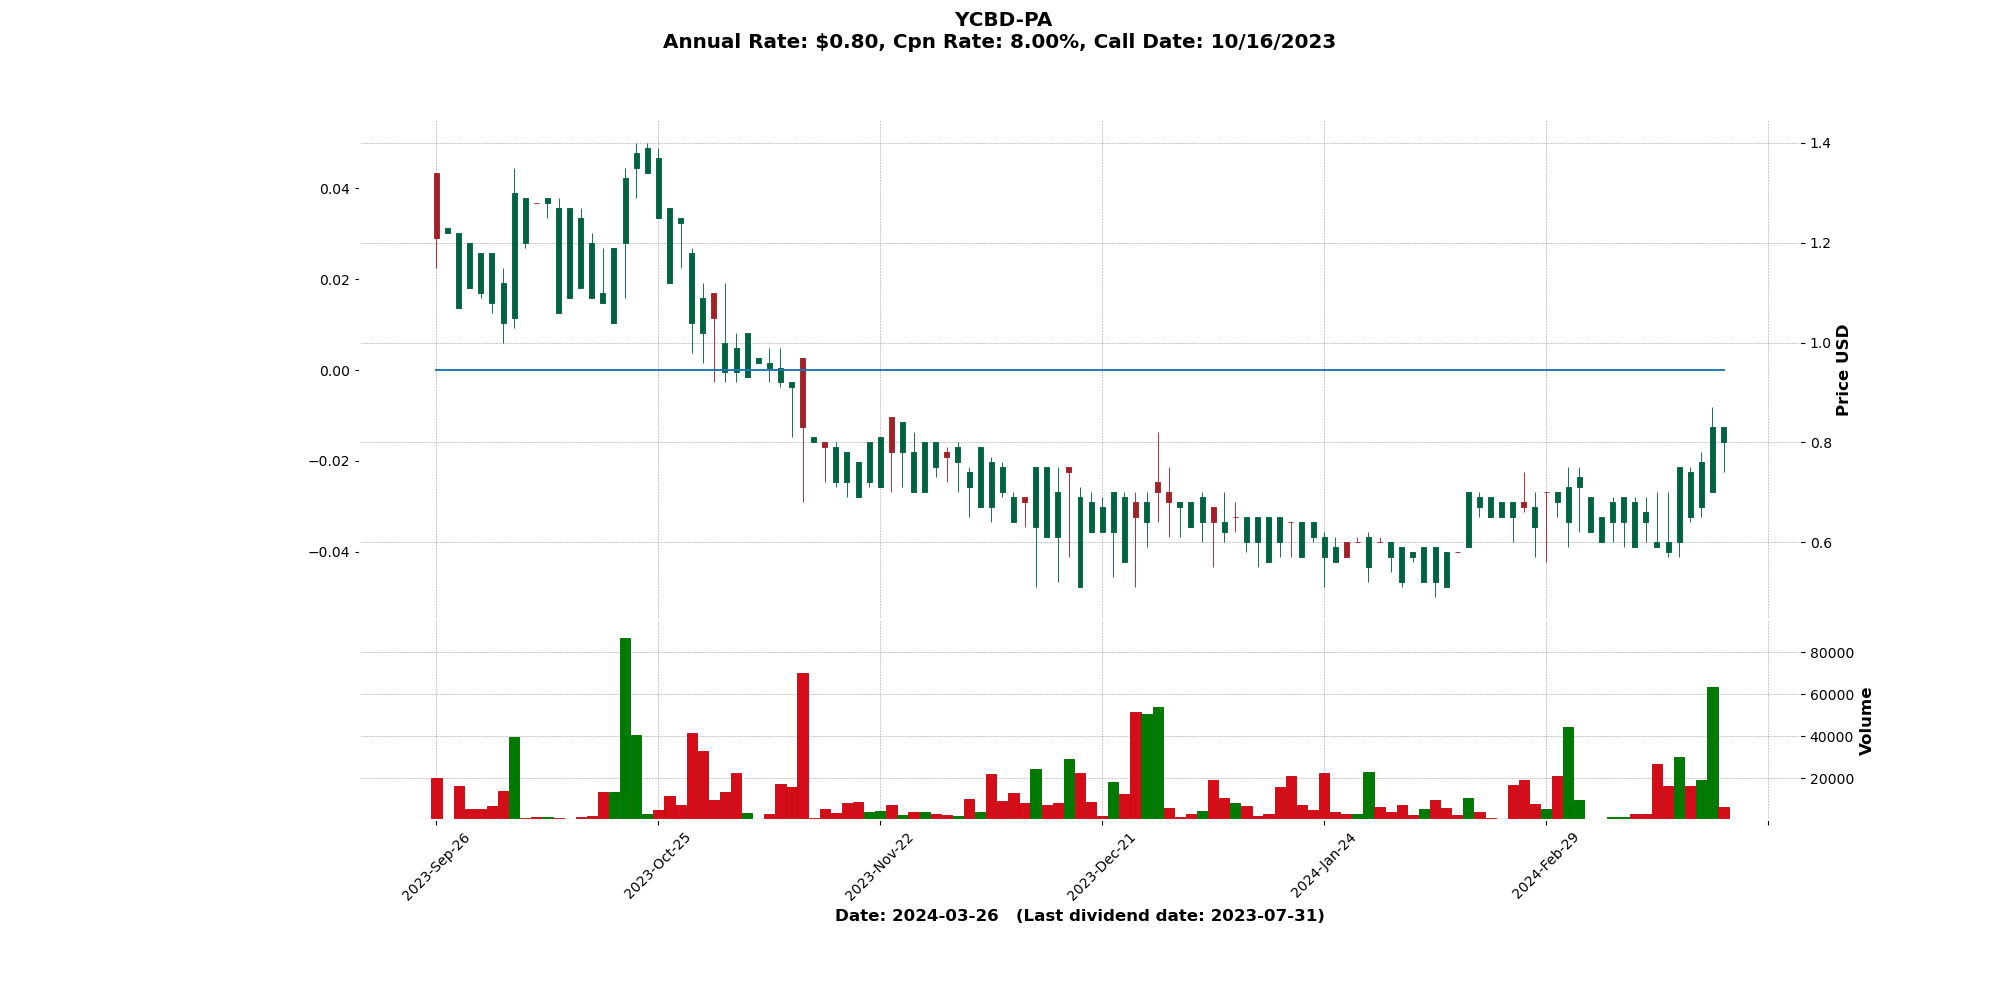 YCBD-PA
Annual Rate: $0.80, Cpn Rate: 8.00%, Call Date: 10/16/2023
0.04
0.02
0.00
−0.02
−0.04
1.4
1.2
1.0
0.8
0.6
Price USD
80000
60000
40000
20000
Volume
2023-Sep-26
2023-Oct-25
2023-Nov-22
2023-Dec-21
2024-Jan-24
2024-Feb-29
Date: 2024-03-26   (Last dividend date: 2023-07-31)